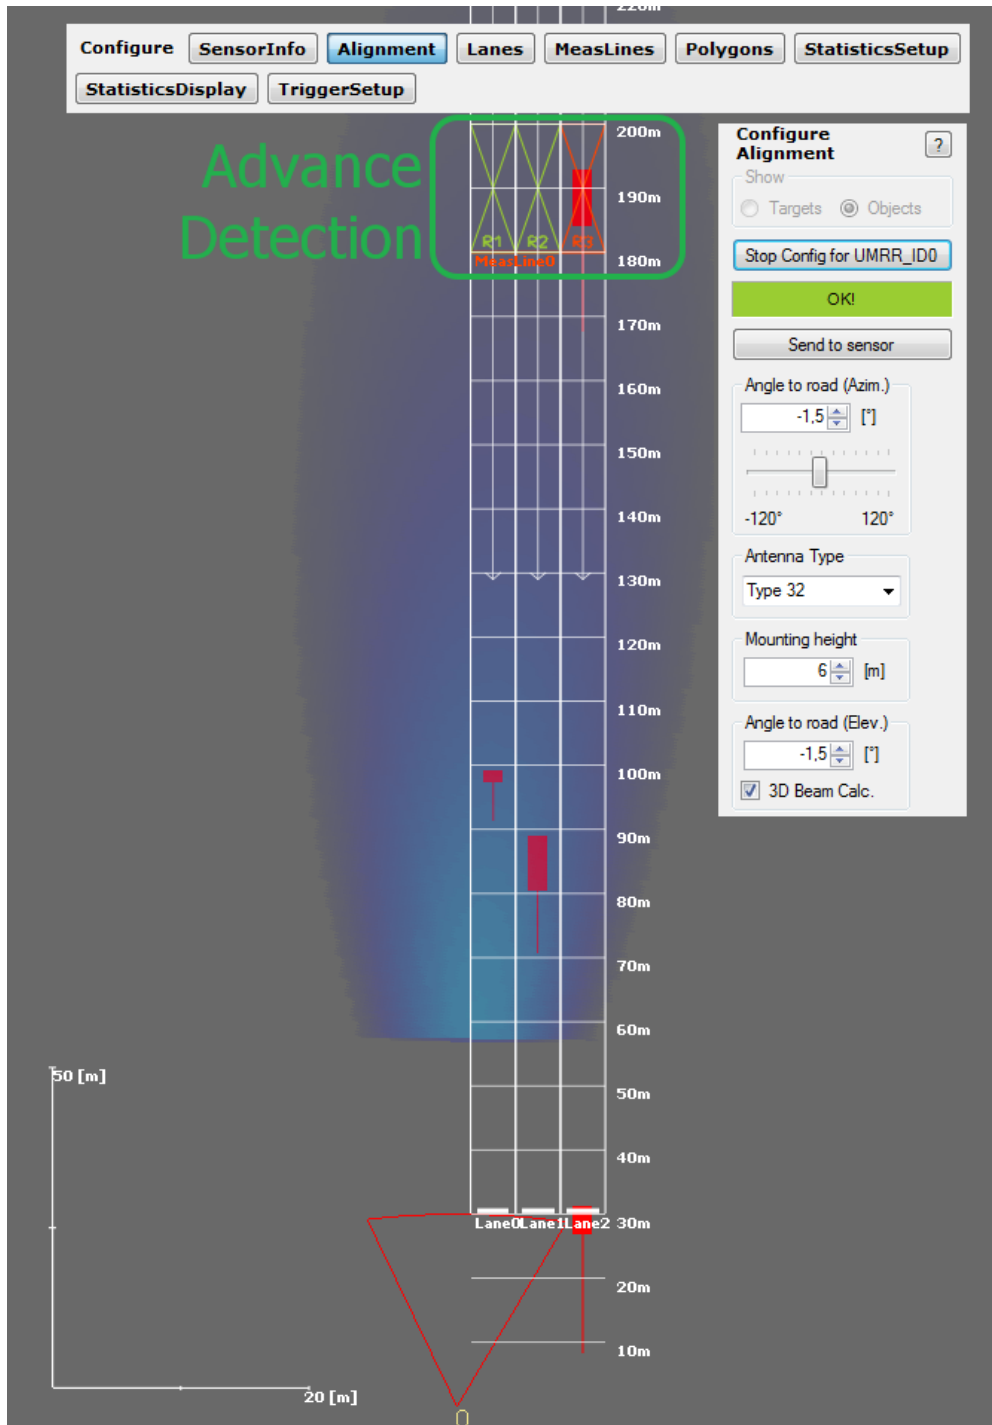 220m
Configure SensorInfo Alignment Lanes MeasLines Polygons StatisticsSetup
StatisticsDisplay TriggerSetup
Advance
Detection
R1 R2 R3
MeasLine0
200m
190m
180m
170m
160m
150m
140m
130m
120m
110m
100m
90m
80m
70m
60m
50m
40m
Lane0 Lane1 Lane2 30m
20m
10m
50 [m]
20 [m]
0
Configure
Alignment ?
Show
Targets Objects
Stop Config for UMRR_ID0
OK!
Send to sensor
Angle to road (Azim.)
-1,5 [°]
-120° 120°
Antenna Type
Type 32
Mounting height
6 [m]
Angle to road (Elev.)
-1,5 [°]
3D Beam Calc.